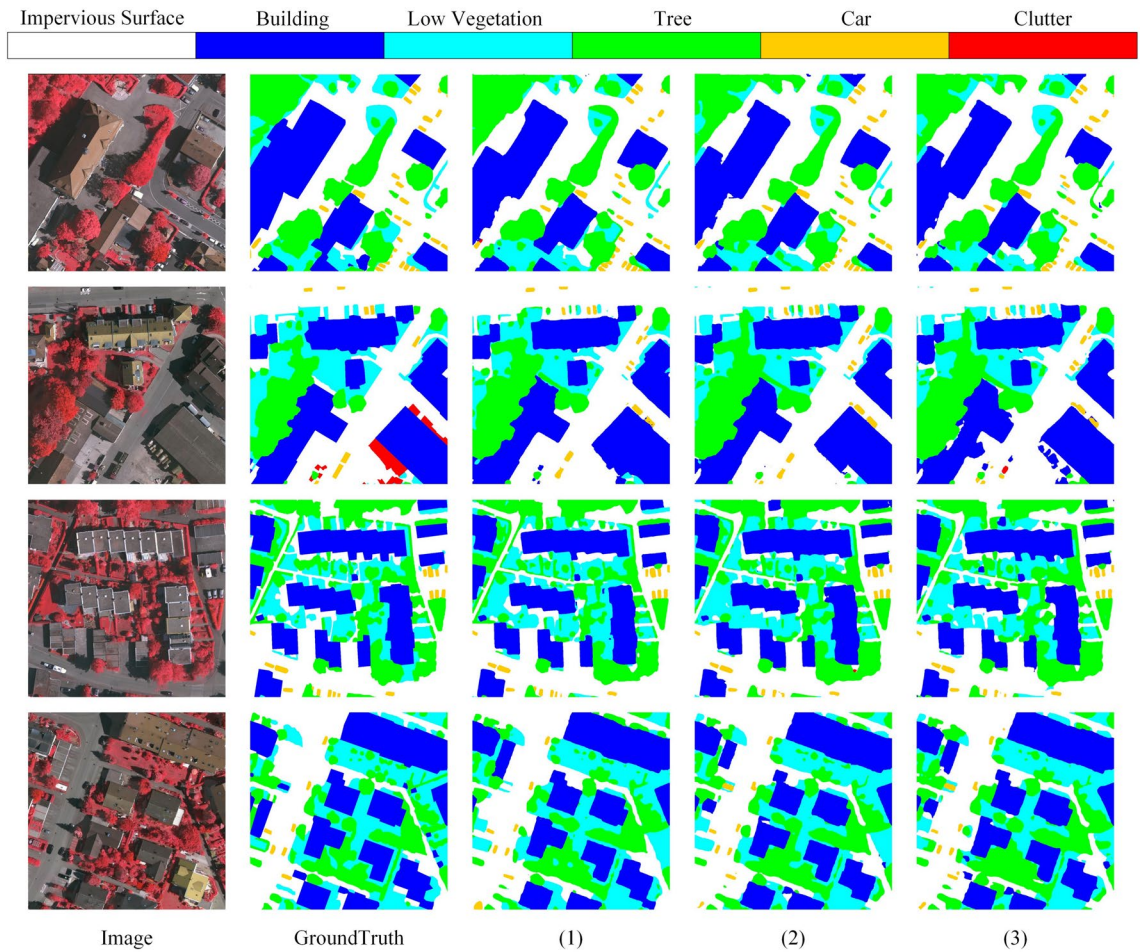 Impervious Surface Building Low Vegetation Tree Car Clutter
Image GroundTruth (1) (2) (3)